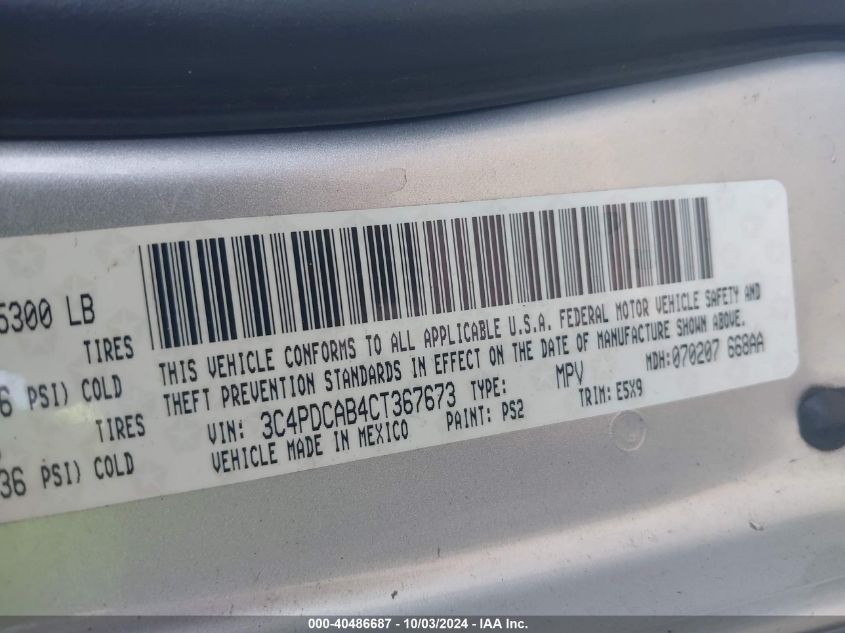 5300 LB
TIRES
6 PSI) COLD
TIRES
36 PSI) COLD
THIS VEHICLE CONFORMS TO ALL APPLICABLE U.S.A. FEDERAL MOTOR VEHICLE SAFETY AND
THEFT PREVENTION STANDARDS IN EFFECT ON THE DATE OF MANUFACTURE SHOWN ABOVE.
VIN: 3C4PDCAB4CT367673 TYPE: MPV MDH:070207 668AA
VEHICLE MADE IN MEXICO PAINT: PS2 TRIM: E5X9
000-40486687 - 10/03/2024 - IAA Inc.